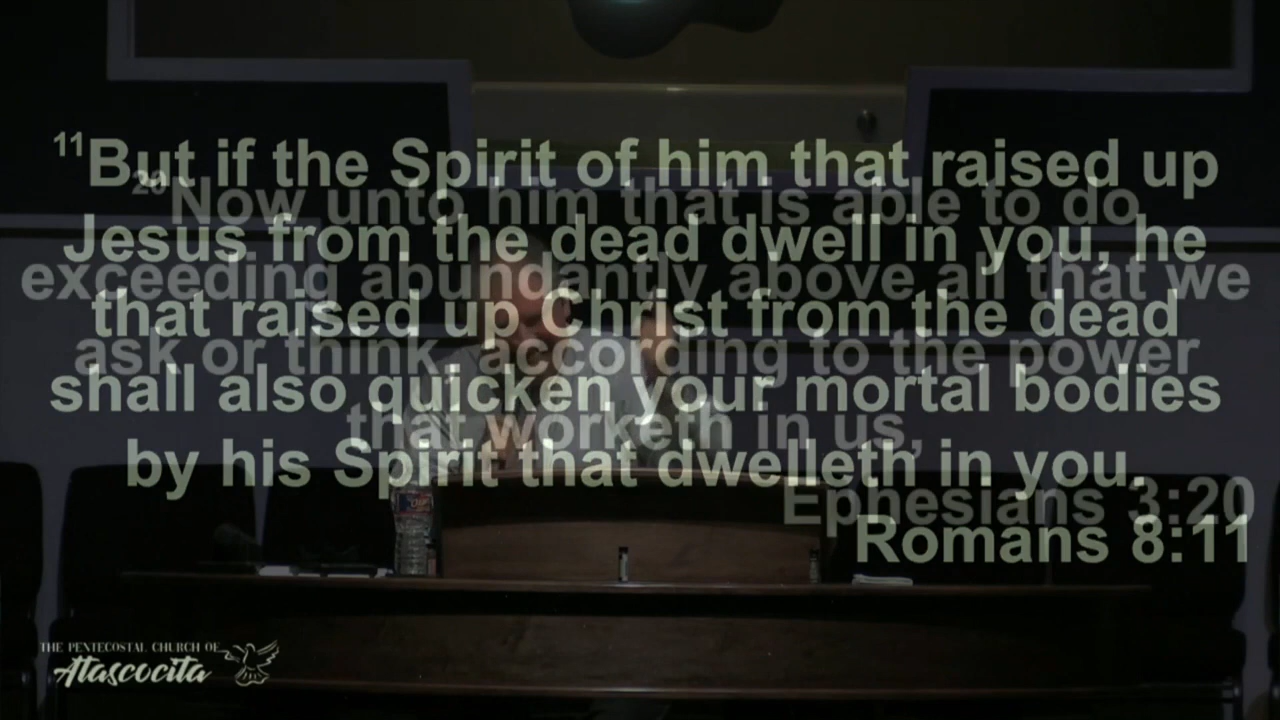 ¹¹But if the Spirit of him that raised up
Jesus from the dead dwell in you, he
that raised up Christ from the dead
shall also quicken your mortal bodies
by his Spirit that dwelleth in you.
Romans 8:11
²⁰Now unto him that is able to do
exceeding abundantly above all that we
ask or think, according to the power
that worketh in us,
Ephesians 3:20
THE PENTECOSTAL CHURCH OF
Atascocita